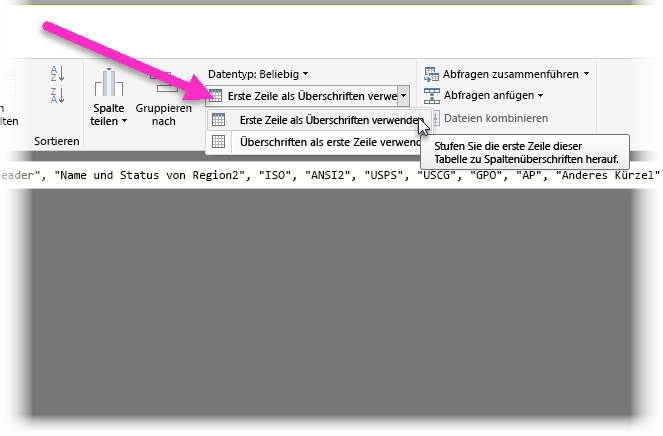 Datentyp: Beliebig
Erste Zeile als Überschriften verwe
Erste Zeile als Überschriften verwenden
Überschriften als erste Zeile verwend
Spalte
teilen
Gruppieren
nach
Sortieren
Abfragen zusammenführen
Abfragen anfügen
Dateien kombinieren
Stufen Sie die erste Zeile dieser
Tabelle zu Spaltenüberschriften herauf.
eader", "Name und Status von Region2", "ISO", "ANSI2", "USPS", "USCG", "GPO", "AP", "Anderes Kürzel"